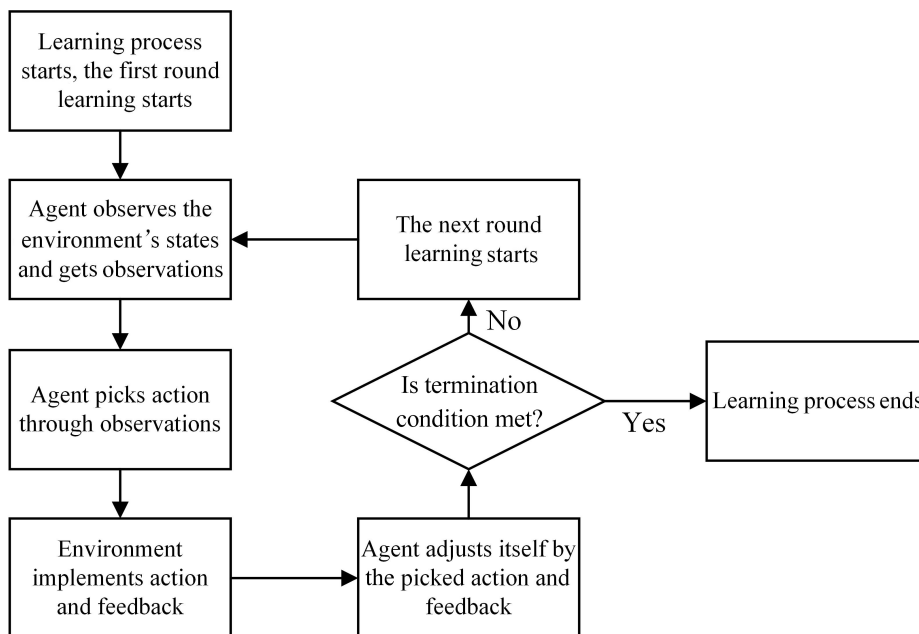 Learning process
starts, the first round
learning starts
Agent observes the
environment's states
and gets observations
Agent picks action
through observations
Environment
implements action
and feedback
Agent adjusts itself by
the picked action and
feedback
Is termination
condition met?
No
The next round
learning starts
Yes
Learning process ends